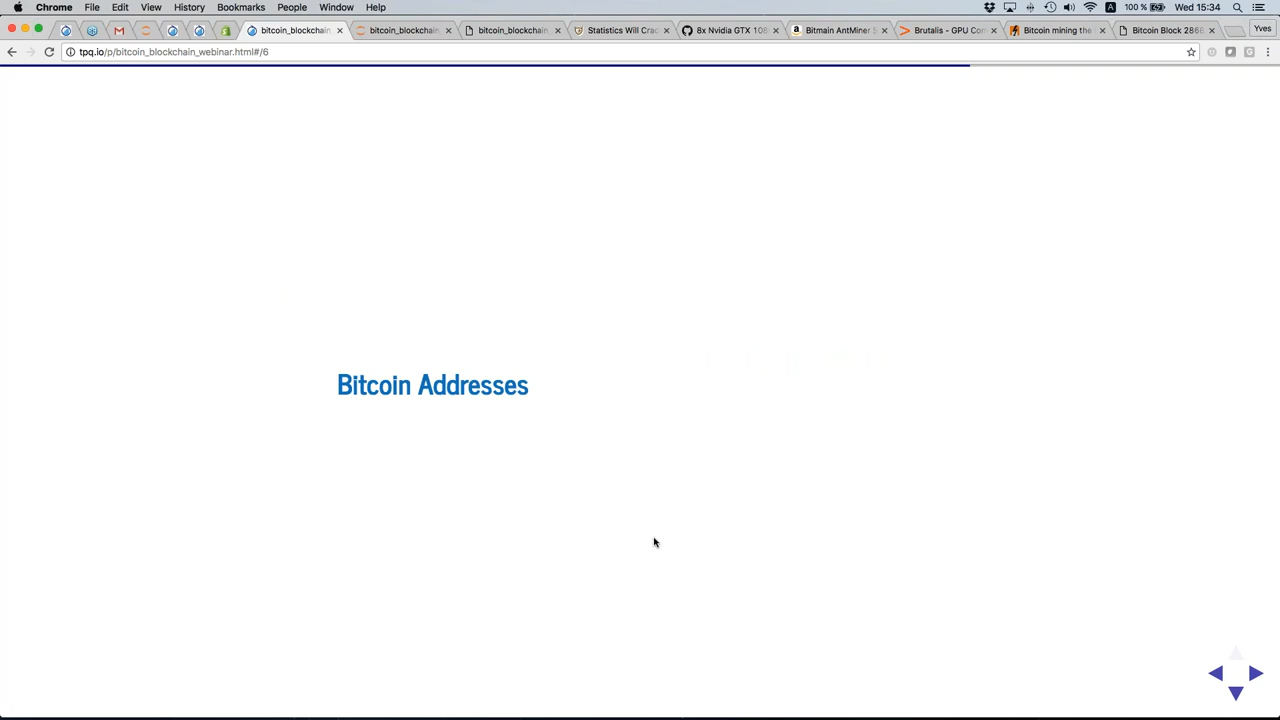 Chrome File Edit View History Bookmarks People Window Help 100 % Wed 15:34
bitcoin_blockchain bitcoin_blockchain bitcoin_blockchain Statistics Will Crac 8x Nvidia GTX 108 Bitmain AntMiner S Brutalis - GPU Con Bitcoin mining the Bitcoin Block 2868 Yves
tpq.io/p/bitcoin_blockchain_webinar.html#/6
Bitcoin Addresses